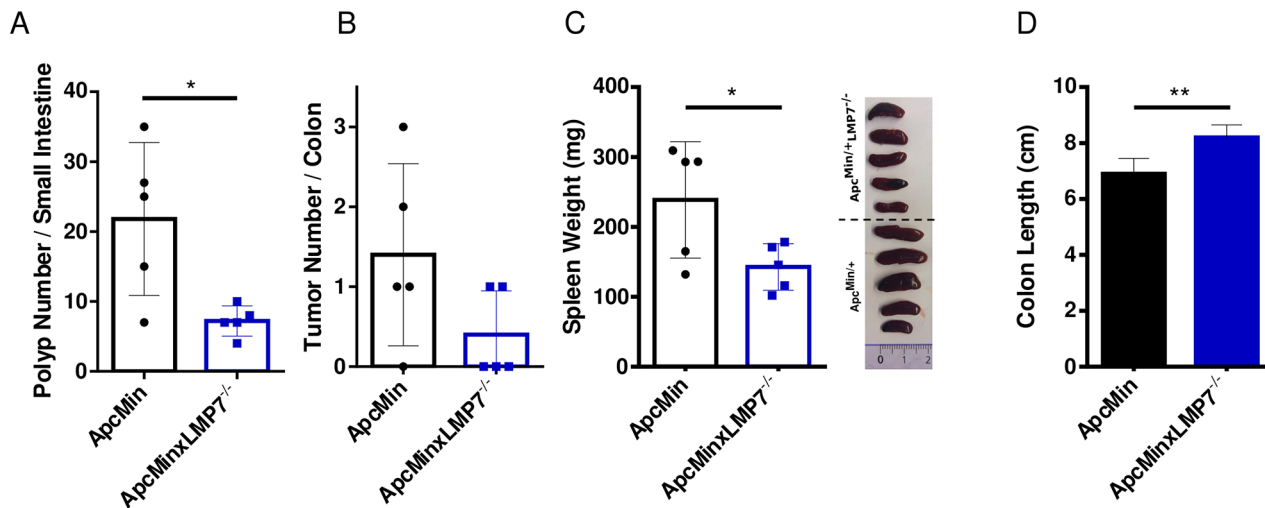 A
Polyp Number / Small Intestine
40
30
20
10
0
*
ApcMin
ApcMinxLMP7-/-
B
Tumor Number / Colon
3
2
1
0
ApcMin
ApcMinxLMP7-/-
C
Spleen Weight (mg)
400
300
200
100
0
*
ApcMin
ApcMinxLMP7-/-
ApcMin/+LMP7-/-
ApcMin/+
0 1 2
D
Colon Length (cm)
10
8
6
4
2
0
**
ApcMin
ApcMinxLMP7-/-